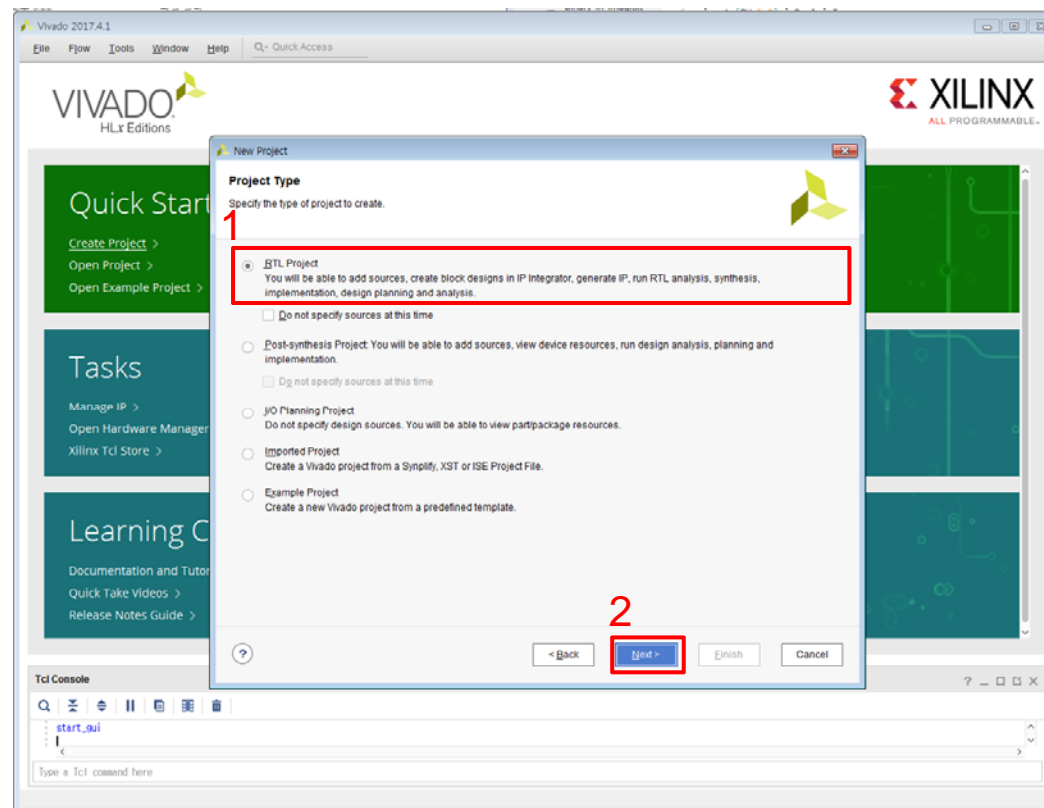 Vivado 2017.4.1
File Flow Tools Window Help Q- Quick Access
VIVADO.
HLx Editions
XILINX
ALL PROGRAMMABLE.
New Project
Project Type
Specify the type of project to create.
1
RTL Project
You will be able to add sources, create block designs in IP Integrator, generate IP, run RTL analysis, synthesis,
implementation, design planning and analysis.
Do not specify sources at this time
Post-synthesis Project: You will be able to add sources, view device resources, run design analysis, planning and
implementation.
Do not specify sources at this time
I/O Planning Project
Do not specify design sources. You will be able to view part/package resources.
Imported Project
Create a Vivado project from a Synplify, XST or ISE Project File.
Example Project
Create a new Vivado project from a predefined template.
2
?
< Back Next > Finish Cancel
Quick Start
Create Project >
Open Project >
Open Example Project >
Tasks
Manage IP >
Open Hardware Manager
Xilinx Tcl Store >
Learning C
Documentation and Tutor
Quick Take Videos >
Release Notes Guide >
Tcl Console
start_gui
Type a Tcl command here